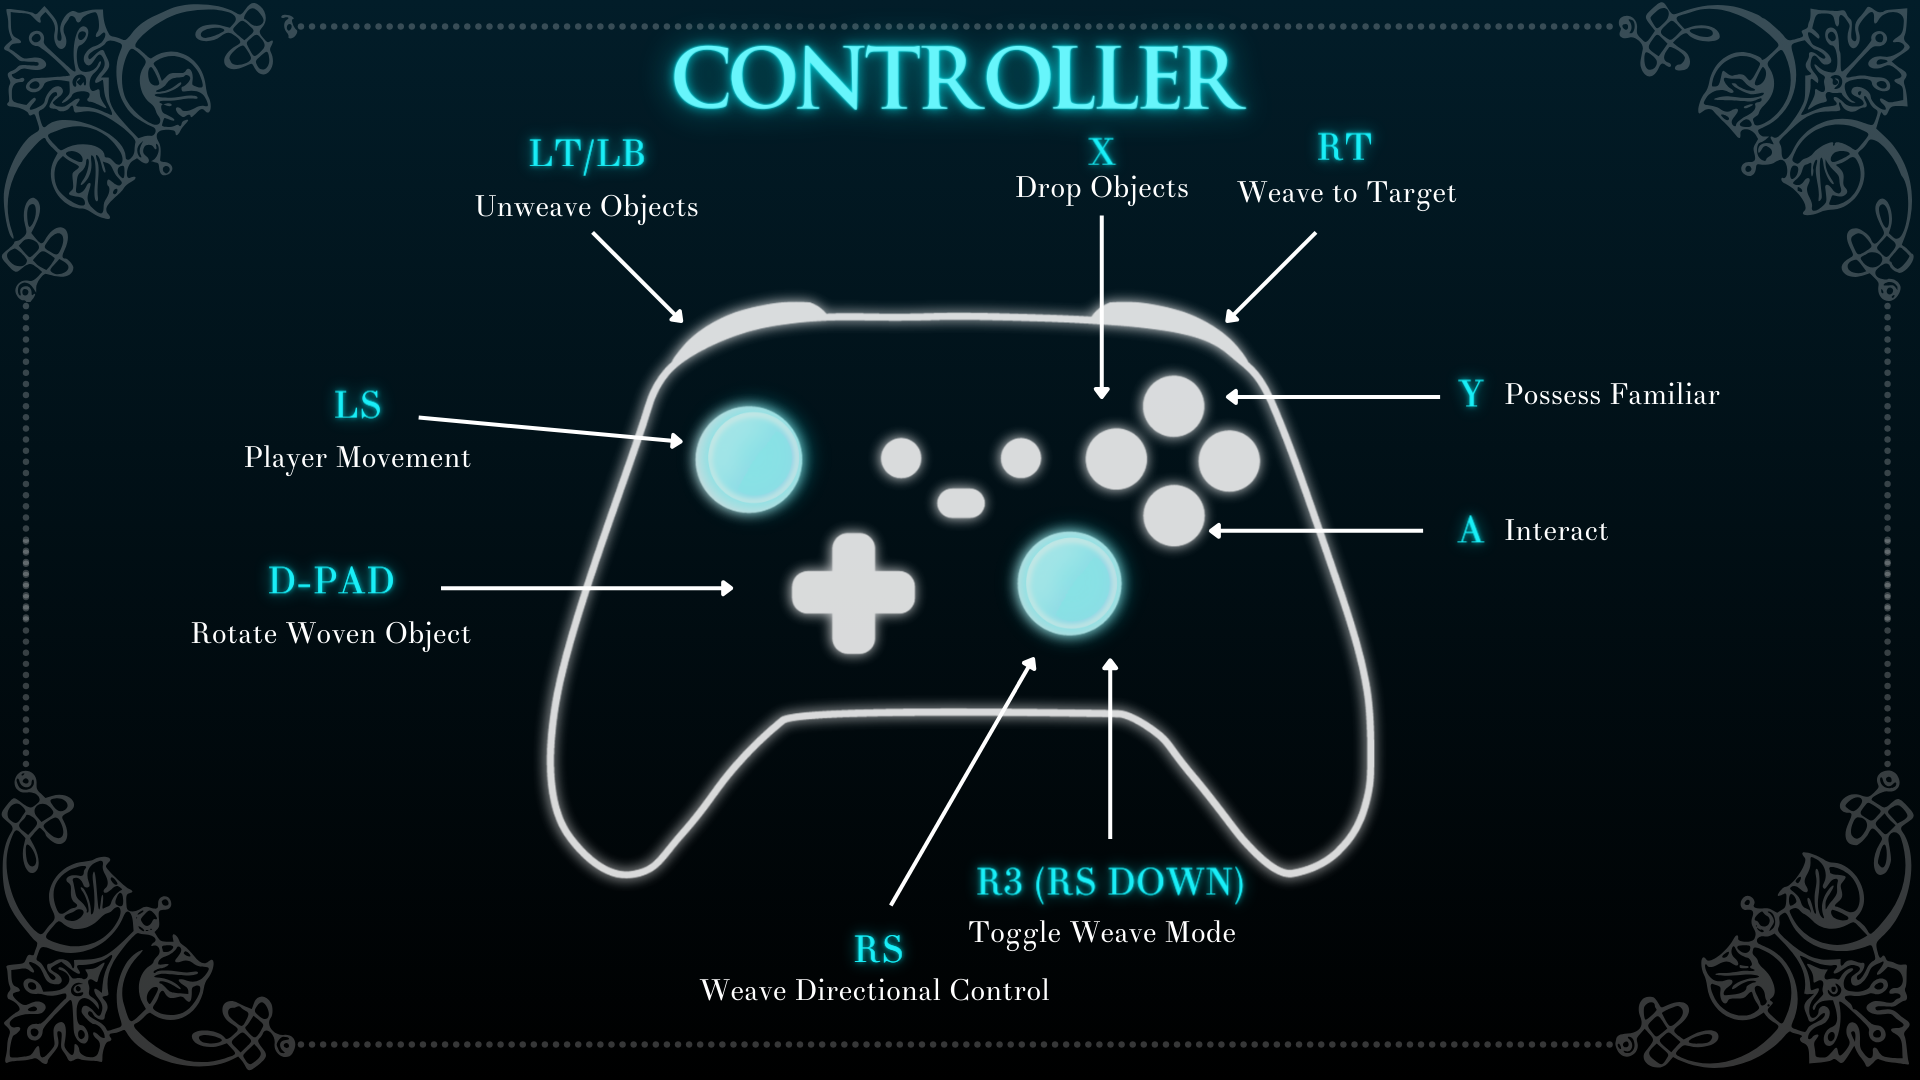 CONTROLLER
LT/LB
Unweave Objects
X
Drop Objects
RT
Weave to Target
LS
Player Movement
Y Possess Familiar
A Interact
D-PAD
Rotate Woven Object
R3 (RS DOWN)
Toggle Weave Mode
RS
Weave Directional Control